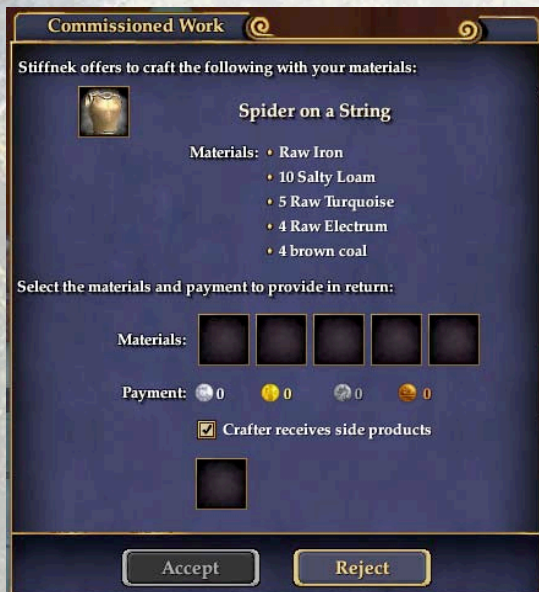 Commissioned Work
Stiffnek offers to craft the following with your materials:
Spider on a String
Materials: • Raw Iron
• 10 Salty Loam
• 5 Raw Turquoise
• 4 Raw Electrum
• 4 brown coal
Select the materials and payment to provide in return:
Materials:
Payment: 0 0 0 0
Crafter receives side products
Accept Reject